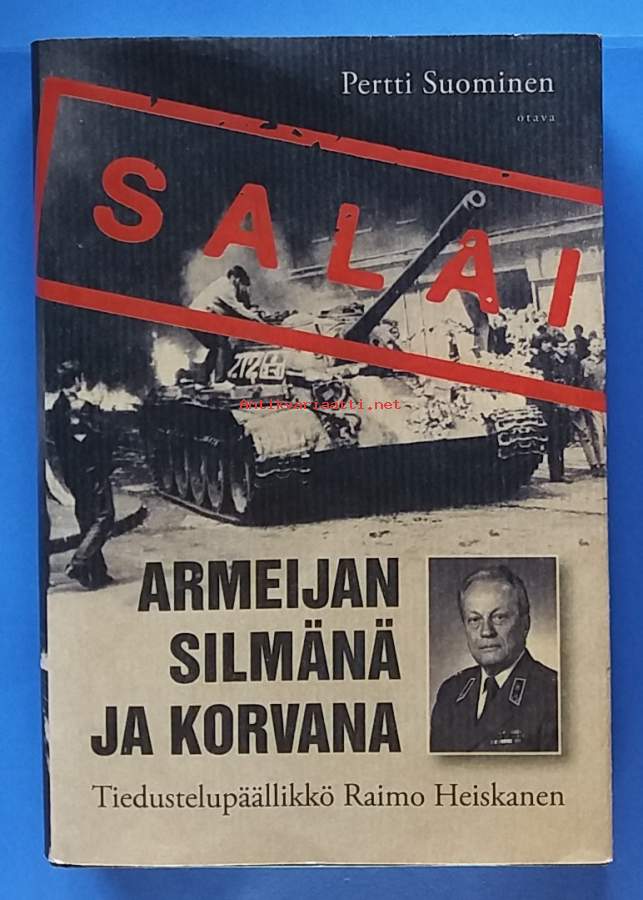 Pertti Suominen
otava
SALAI
212
antikvariaatti.net
ARMEIJAN
SILMÄNÄ
JA KORVANA
Tiedustelupäällikkö Raimo Heiskanen